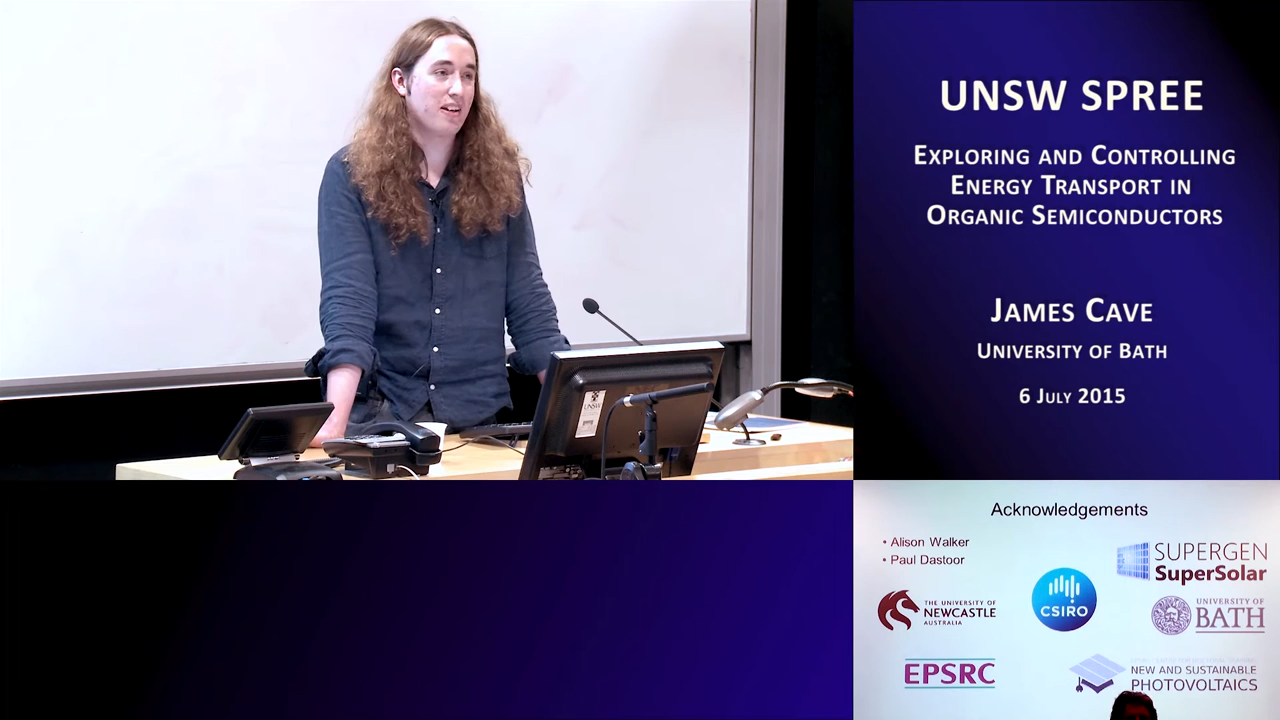 UNSW SPREE
EXPLORING AND CONTROLLING
ENERGY TRANSPORT IN
ORGANIC SEMICONDUCTORS
JAMES CAVE
UNIVERSITY OF BATH
6 JULY 2015
UNSW
Acknowledgements
• Alison Walker
• Paul Dastoor
SUPERGEN
SuperSolar
THE UNIVERSITY OF
NEWCASTLE
AUSTRALIA
CSIRO
UNIVERSITY OF
BATH
EPSRC
NEW AND SUSTAINABLE
PHOTOVOLTAICS